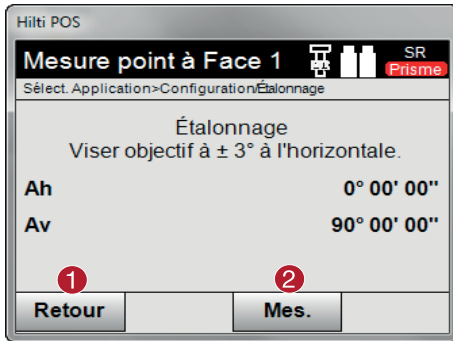 Hilti POS
Mesure point à Face 1
SR
Prisme
Sélect. Application>Configuration/Étalonnage
Étalonnage
Viser objectif à ± 3° à l'horizontale.
Ah 0° 00' 00"
Av 90° 00' 00"
1 2
Retour Mes.